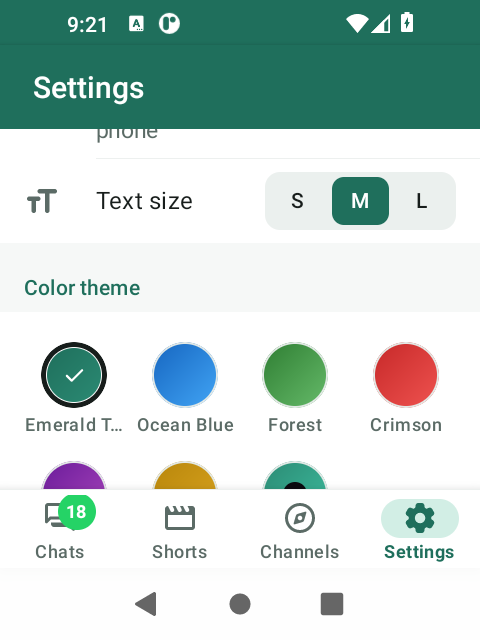 9:21
Settings
phone
Text size
S M L
Color theme
Emerald T...
Ocean Blue
Forest
Crimson
18
Chats
Shorts
Channels
Settings